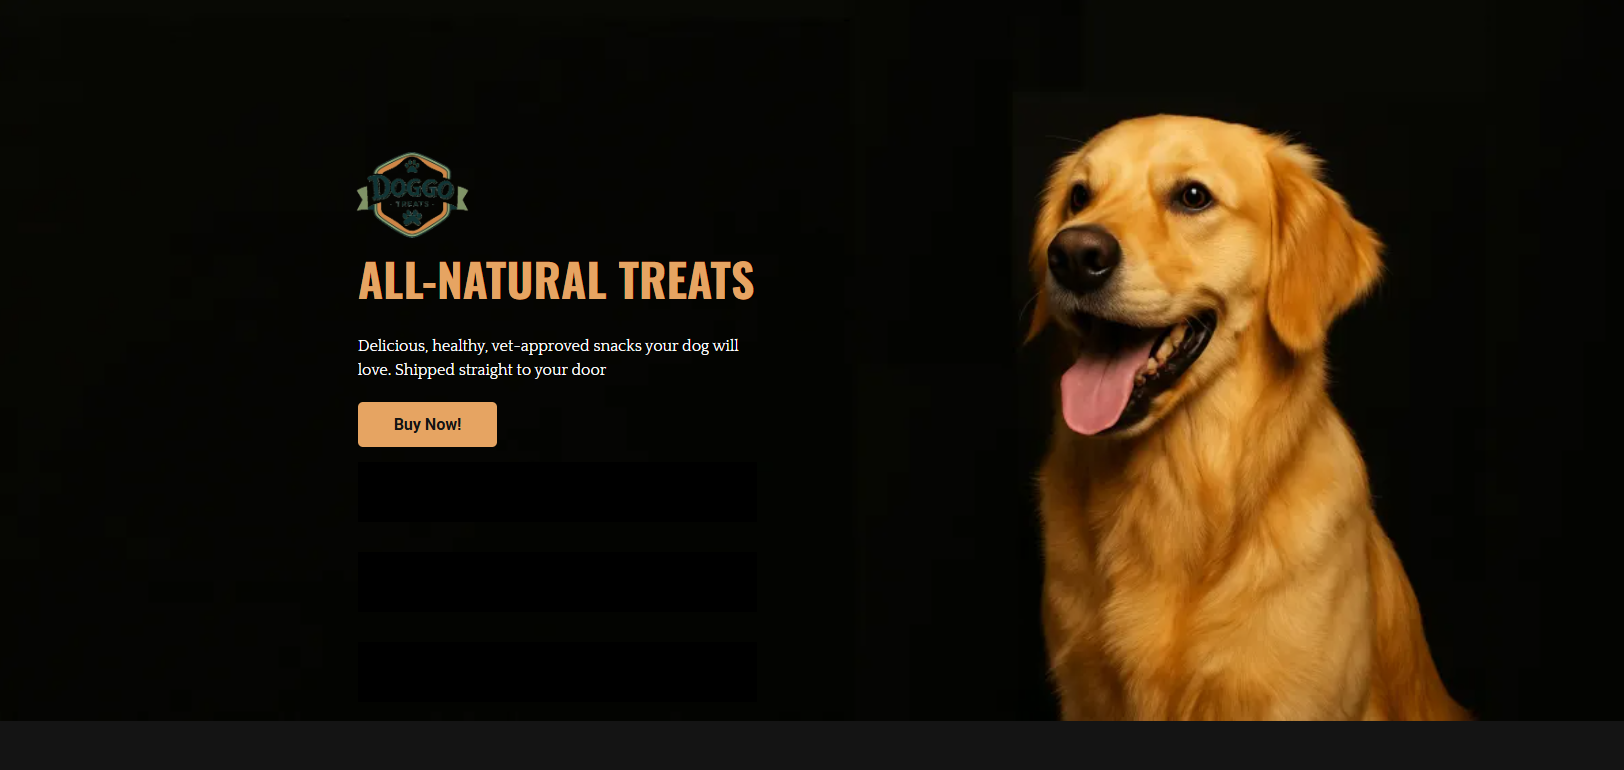 DOGGO
TREATS
ALL-NATURAL TREATS
Delicious, healthy, vet-approved snacks your dog will
love. Shipped straight to your door
Buy Now!